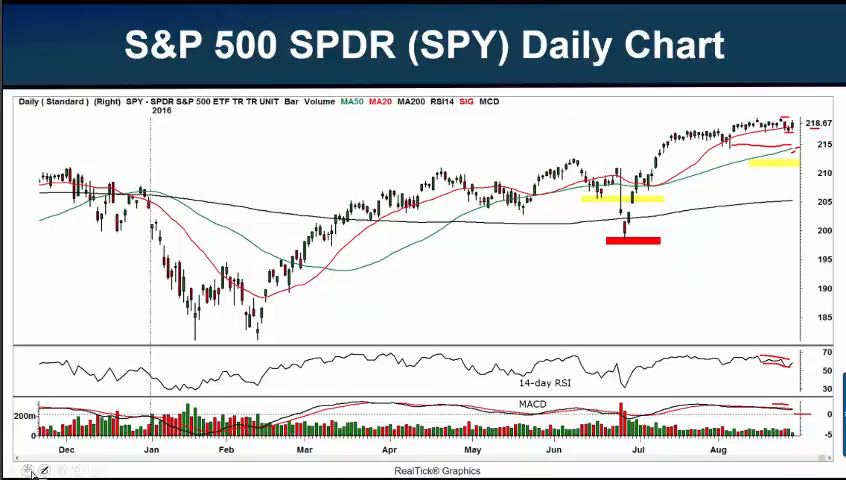 S&P 500 SPDR (SPY) Daily Chart
Daily ( Standard ) (Right) SPY - SPDR S&P 500 ETF TR TR UNIT Bar Volume MA50 MA20 MA200 RSI14 SIG MCD
2016
218.67
215
210
205
200
195
190
185
70
50
30
14-day RSI
MACD
200m
0
0
-5
Dec Jan Feb Mar Apr May Jun Jul Aug
RealTick® Graphics